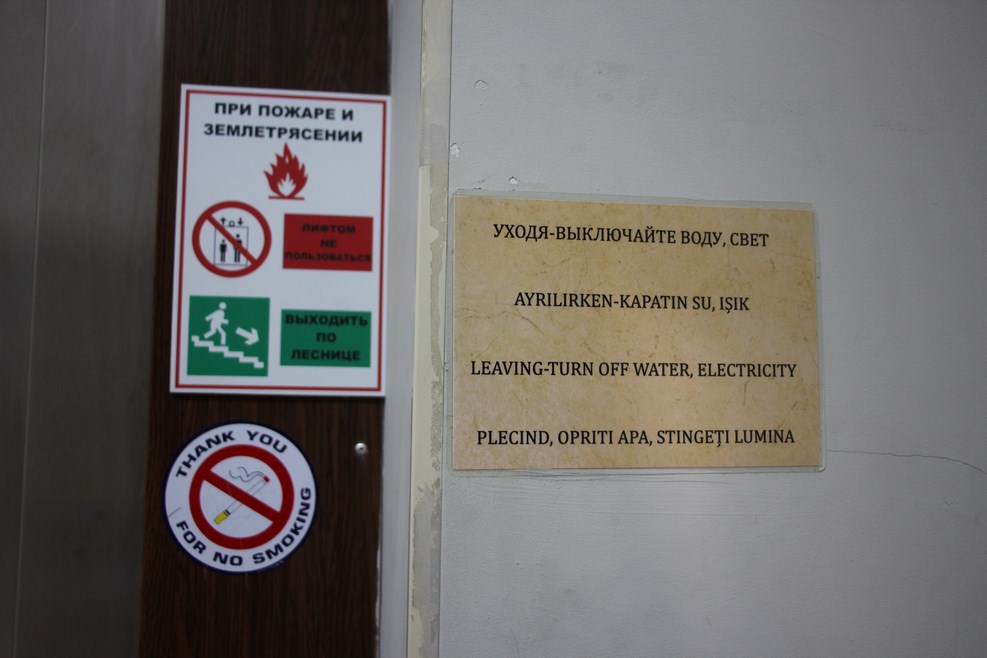 ПРИ ПОЖАРЕ И
ЗЕМЛЕТРЯСЕНИИ
ЛИФТОМ
НЕ
ПОЛЬЗОВАТЬСЯ
ВЫХОДИТЬ
ПО
ЛЕСНИЦЕ
THANK YOU
FOR NO SMOKING
УХОДЯ-ВЫКЛЮЧАЙТЕ ВОДУ, СВЕТ
AYRILIRKEN-KAPATIN SU, IŞIK
LEAVING-TURN OFF WATER, ELECTRICITY
PLECIND, OPRITI APA, STINGEȚI LUMINA